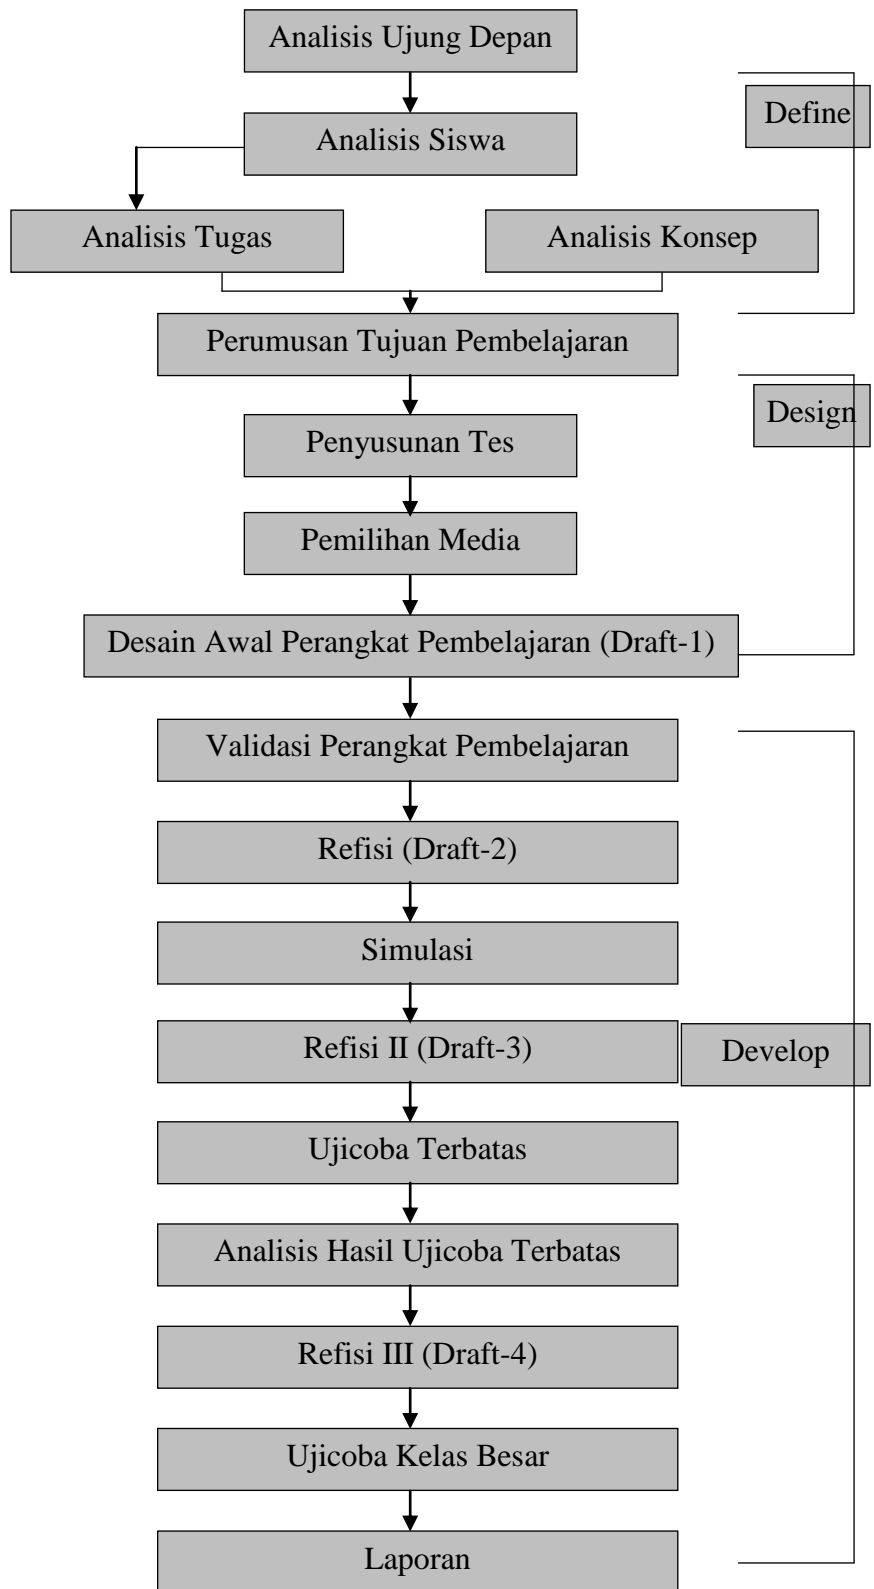 Analisis Ujung Depan
Define
Analisis Siswa
Analisis Tugas
Analisis Konsep
Perumusan Tujuan Pembelajaran
Design
Penyusunan Tes
Pemilihan Media
Desain Awal Perangkat Pembelajaran (Draft-1)
Validasi Perangkat Pembelajaran
Refisi (Draft-2)
Simulasi
Refisi II (Draft-3)
Develop
Ujicoba Terbatas
Analisis Hasil Ujicoba Terbatas
Refisi III (Draft-4)
Ujicoba Kelas Besar
Laporan